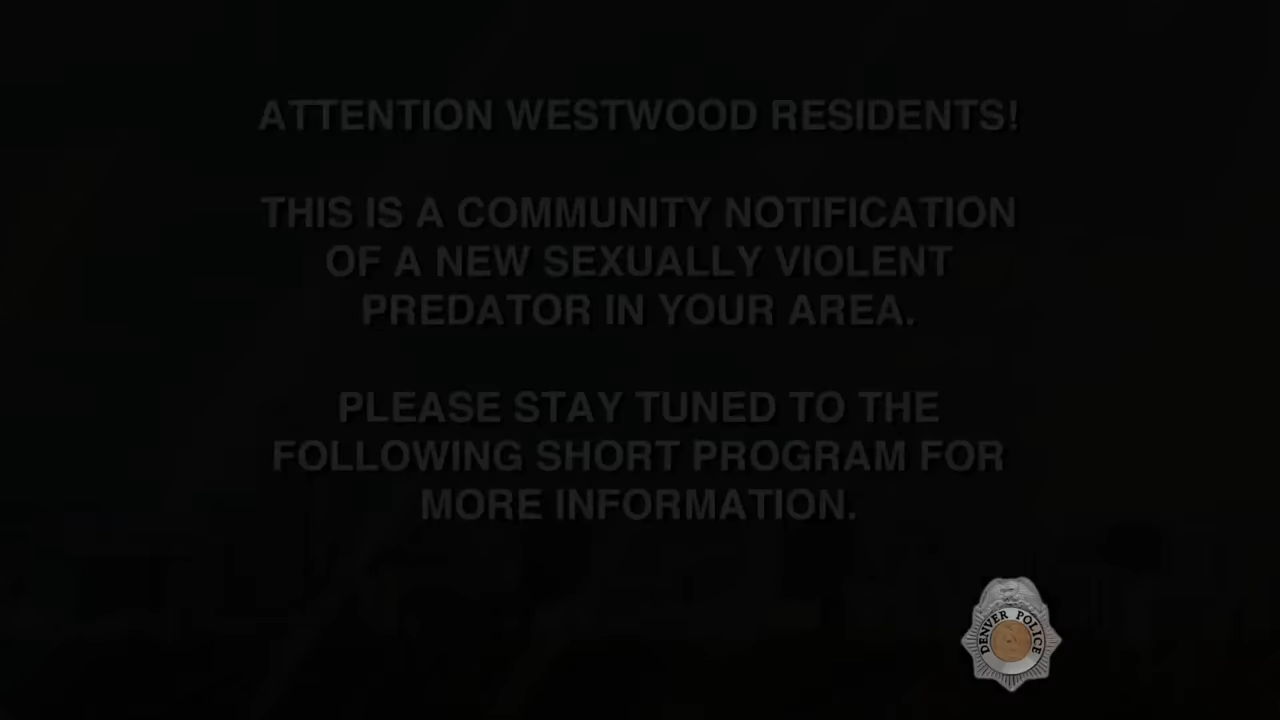 ATTENTION WESTWOOD RESIDENTS!
THIS IS A COMMUNITY NOTIFICATION
OF A NEW SEXUALLY VIOLENT
PREDATOR IN YOUR AREA.
PLEASE STAY TUNED TO THE
FOLLOWING SHORT PROGRAM FOR
MORE INFORMATION.
DENVER POLICE